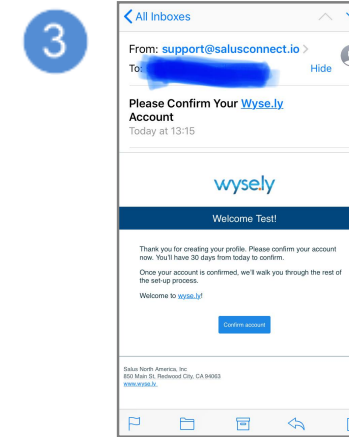 3
All Inboxes
From: support@salusconnect.io
To:
Hide
Please Confirm Your Wyse.ly
Account
Today at 13:15
wyse.ly
Welcome Test!
Thank you for creating your profile. Please confirm your account
now. You'll have 30 days from today to confirm.
Once your account is confirmed, we'll walk you through the rest of
the set-up process.
Welcome to wyse.ly!
Confirm account
Salus North America, Inc
850 Main St, Redwood City, CA 94063
www.wyse.ly